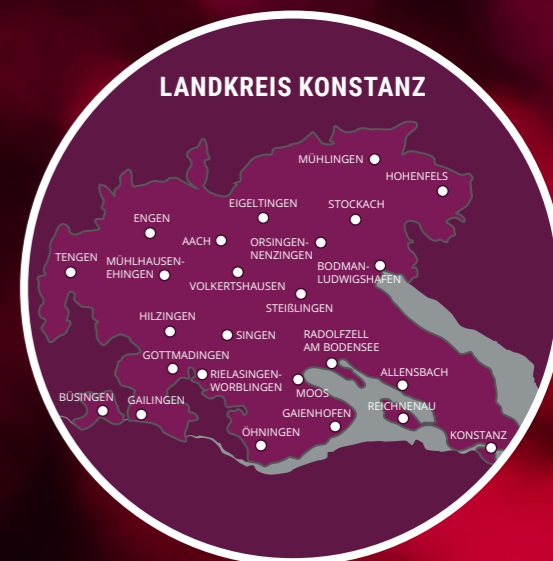 LANDKREIS KONSTANZ
MÜHLINGEN
HOHENFELS
EIGELTINGEN
STOCKACH
ENGEN
AACH
ORSINGEN-
NENZINGEN
TENGEN
MÜHLHAUSEN-
EHINGEN
BODMAN-
LUDWIGSHAFEN
VOLKERTSHAUSEN
STEIßLINGEN
HILZINGEN
SINGEN
RADOLFZELL
AM BODENSEE
GOTTMADINGEN
RIELASINGEN-
WORBLINGEN
ALLENSBACH
MOOS
BÜSINGEN
GAILINGEN
GAIENHOFEN
REICHNENAU
ÖHNINGEN
KONSTANZ